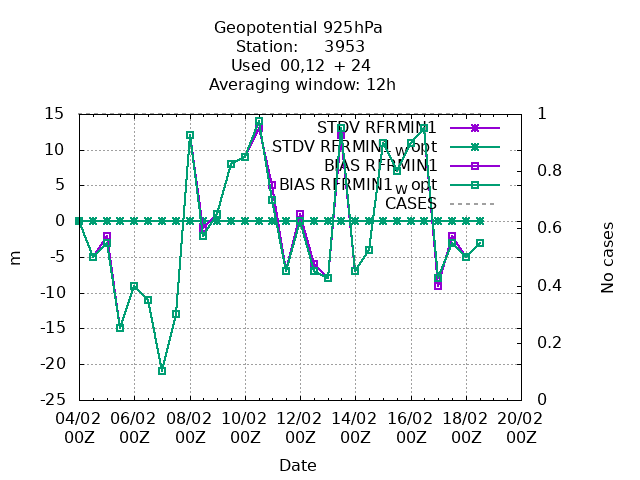 Geopotential 925hPa
Station: 3953
Used 00,12 + 24
Averaging window: 12h
15
10
5
0
-5
-10
-15
-20
-25
m
1
0.8
0.6
0.4
0.2
0
No cases
STDV RFRMIN1
STDV RFRMIN1w opt
BIAS RFRMIN1
BIAS RFRMIN1w opt
CASES
04/02 06/02 08/02 10/02 12/02 14/02 16/02 18/02 20/02
00Z 00Z 00Z 00Z 00Z 00Z 00Z 00Z 00Z
Date